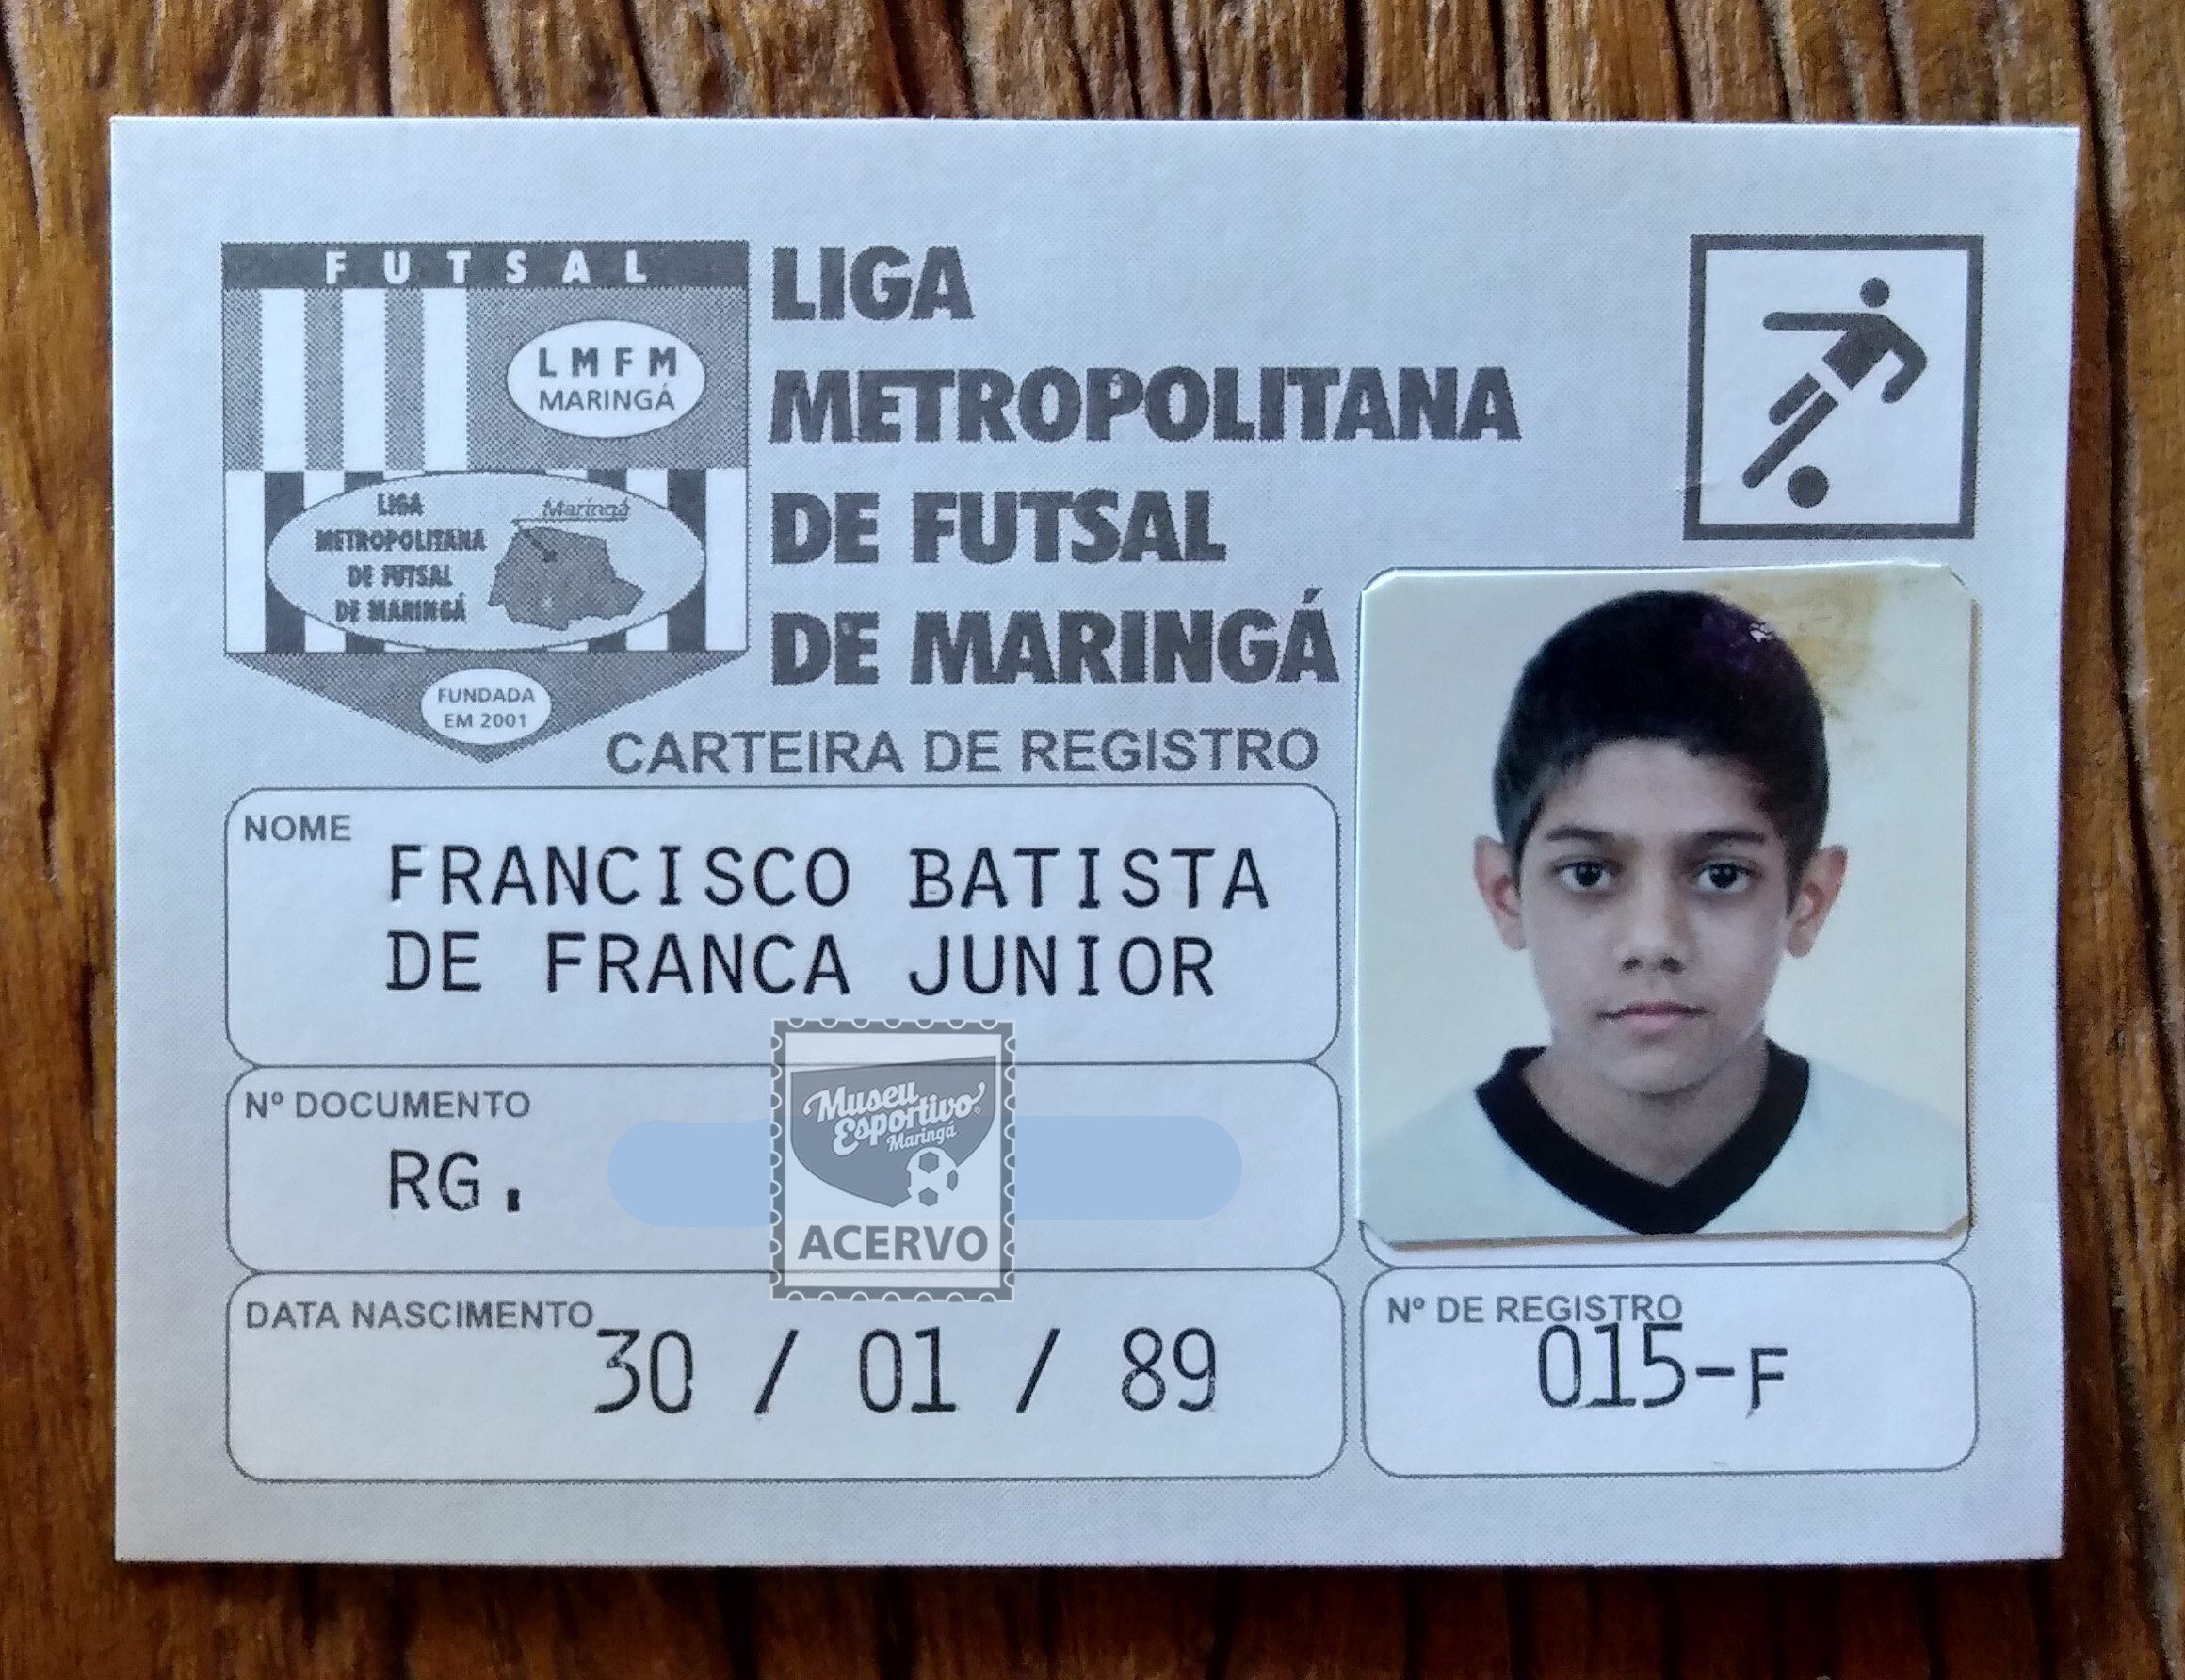 FUTSAL
LMFM
MARINGÁ
LIGA
METROPOLITANA
DE FUTSAL
DE MARINGÁ
Maringá
FUNDADA
EM 2001
LIGA
METROPOLITANA
DE FUTSAL
DE MARINGÁ
CARTEIRA DE REGISTRO
NOME
FRANCISCO BATISTA
DE FRANCA JUNIOR
Nº DOCUMENTO
RG.
Museu
Esportivo
Maringá
ACERVO
DATA NASCIMENTO
30 / 01 / 89
Nº DE REGISTRO
015-F